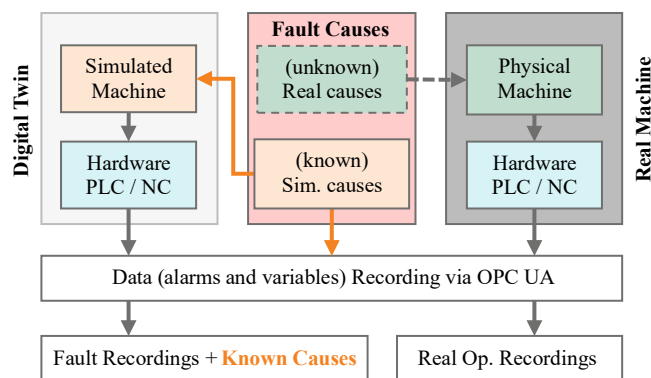 Fault Causes
Digital Twin
Simulated
Machine
(unknown)
Real causes
Physical
Machine
Real Machine
Hardware
PLC / NC
(known)
Sim. causes
Hardware
PLC / NC
Data (alarms and variables) Recording via OPC UA
Fault Recordings + Known Causes
Real Op. Recordings